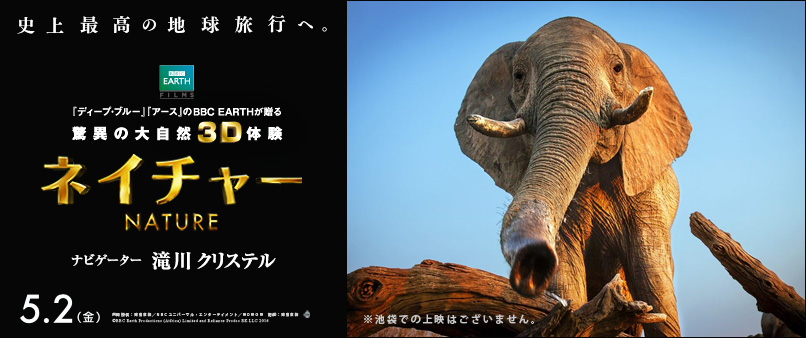 史上最高の地球旅行へ。
BBC
EARTH
FILMS
『ディープ・ブルー』『アース』のBBC EARTHが贈る
驚異の大自然3D体験
ネイチャー
NATURE
ナビゲーター 滝川クリステル
5.2(金)
※池袋での上映はございません。